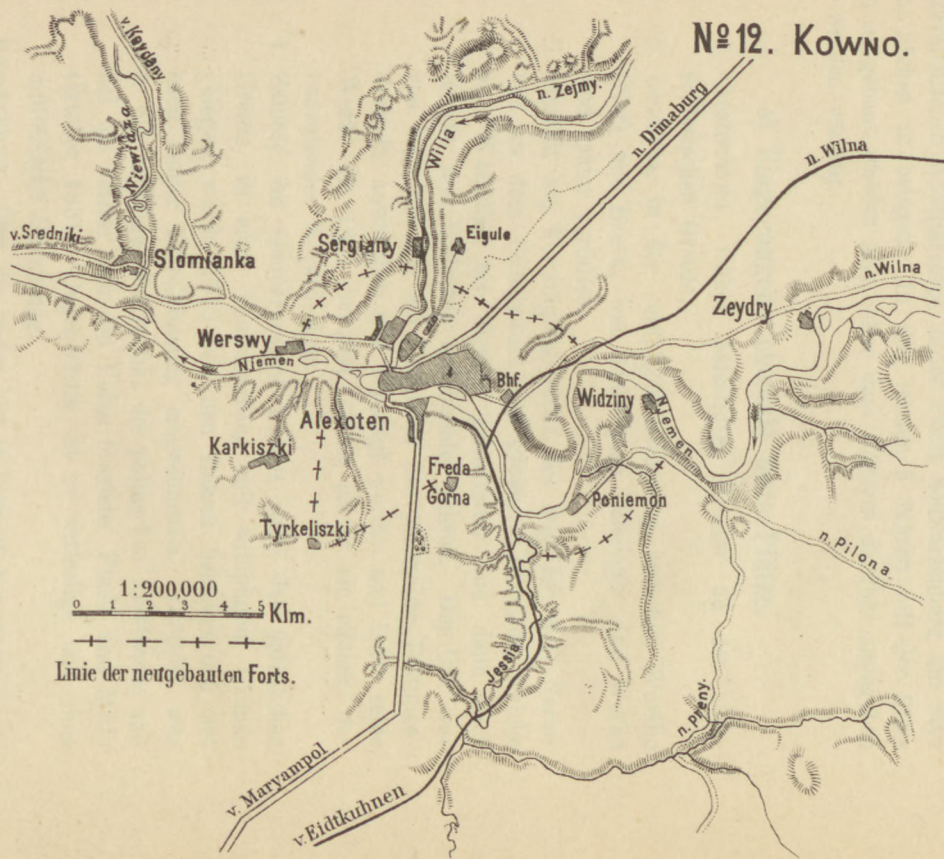 No 12. KOWNO.
v. Keydany
Niewiaża
n. Zejmy.
Wilia
n. Dünaburg
n. Wilna
v. Sredniki
Slomianka
Sergiany
Eigule
n. Wilna
Zeydry
Werswy
Njemen
Bhf.
Widziny
Njemen
Alexoten
Karkiszki
Freda
Górna
Poniemon
Tyrkeliszki
n. Pilona
1:200,000
0 1 2 3 4 5 Klm.
Linie der neugebauten Forts.
Jessia
n. Preny.
v. Maryampol
v. Eidtkuhnen